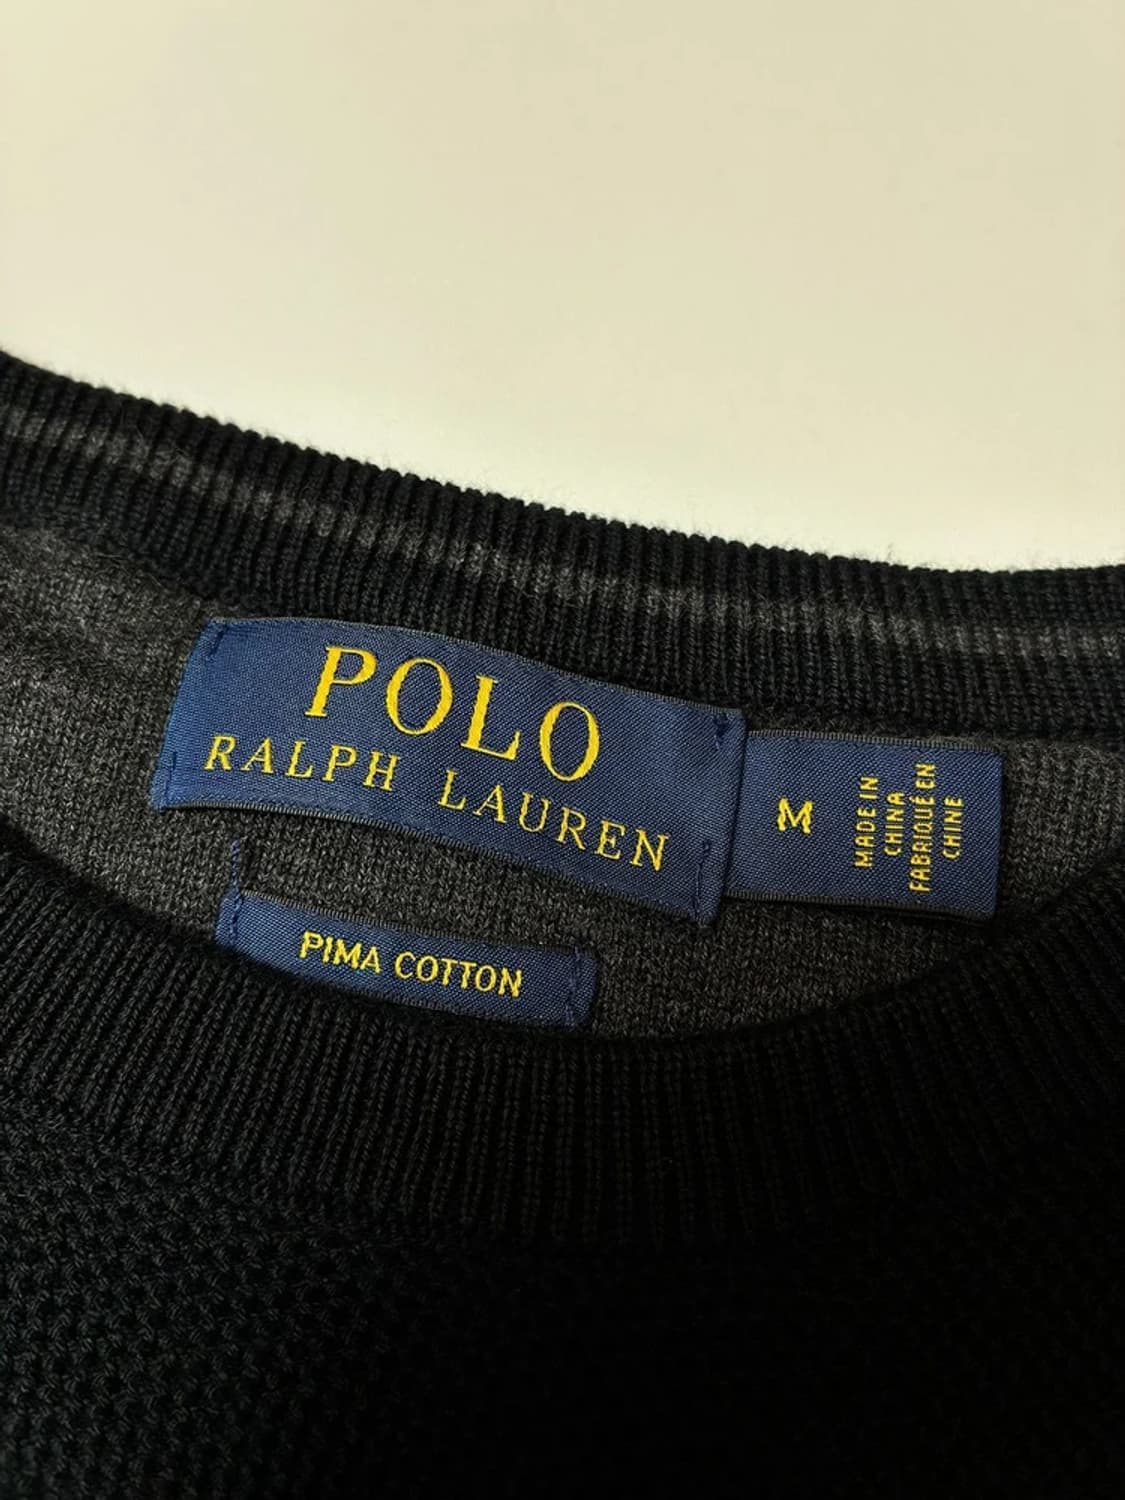 POLO
RALPH LAUREN
M
MADE IN
CHINA
FABRIQUÉ EN
CHINE
PIMA COTTON